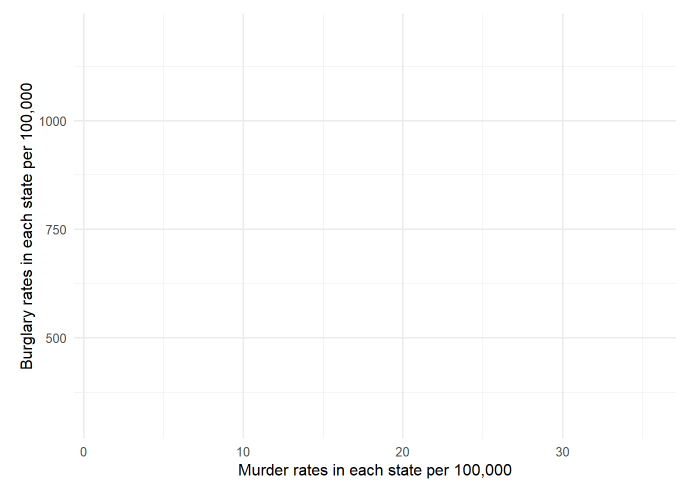 Burglary rates in each state per 100,000
1000
750
500
0 10 20 30
Murder rates in each state per 100,000